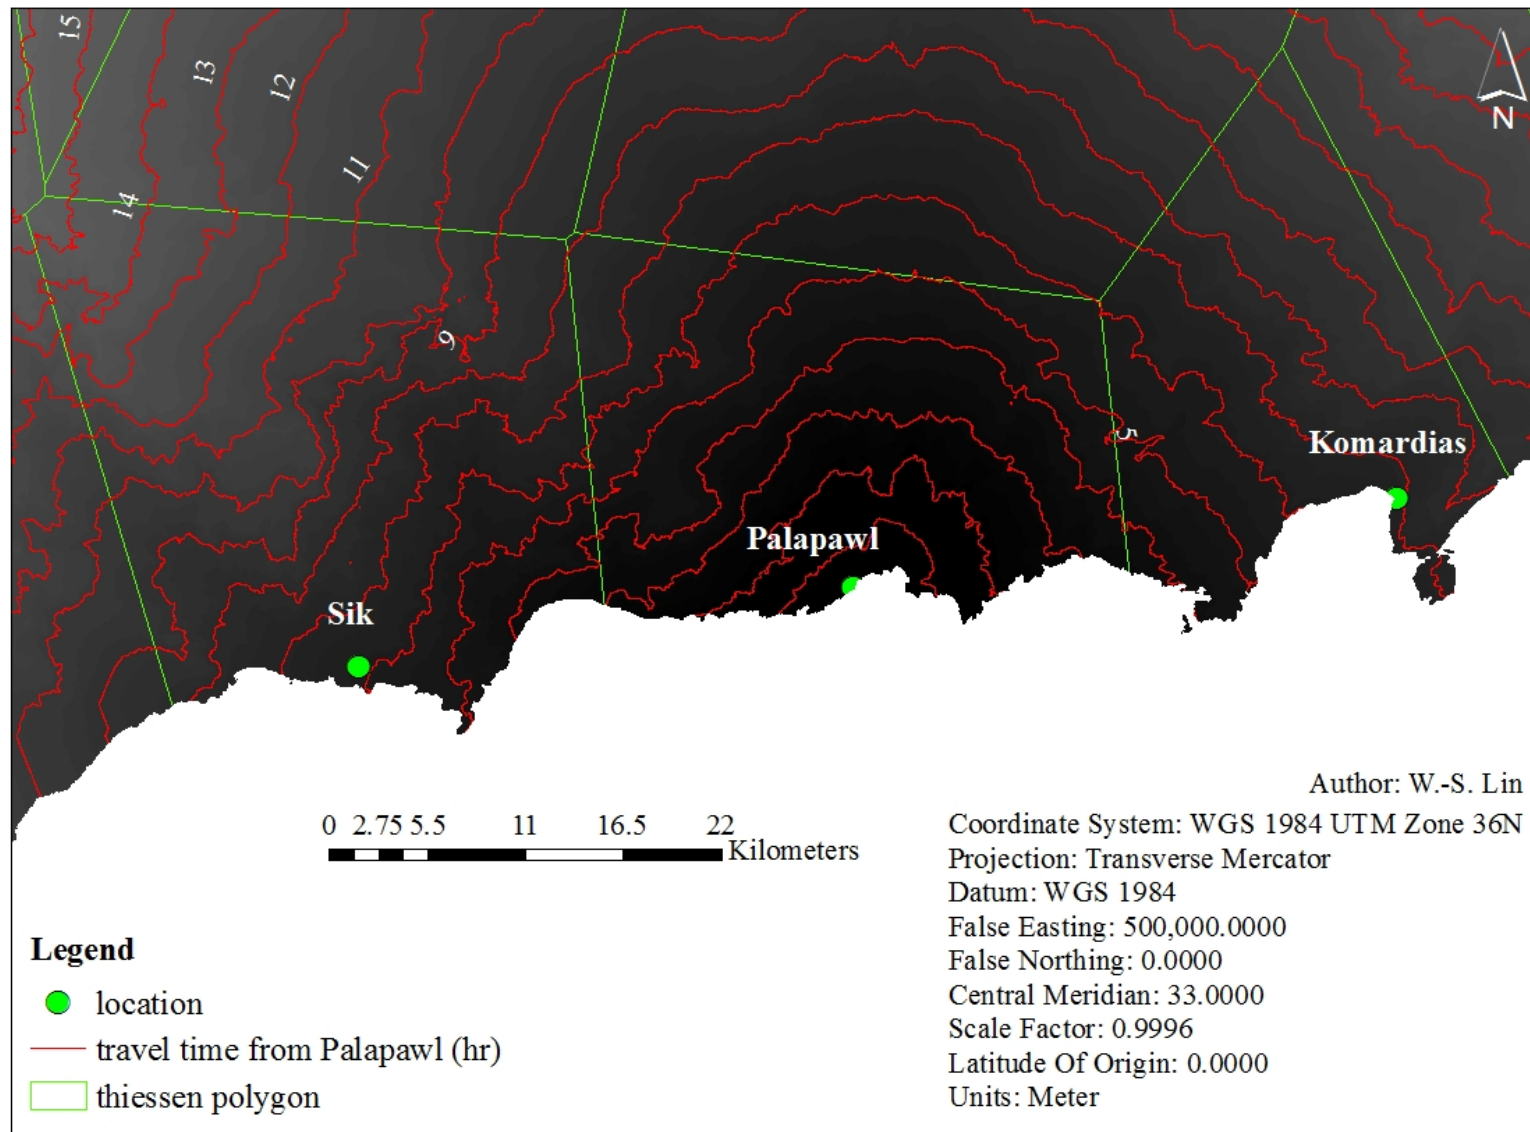 15
13
12
11
14
N
9
5
Komardias
Palapawl
Sik
Author: W.-S. Lin
0 2.75 5.5 11 16.5 22
Kilometers
Coordinate System: WGS 1984 UTM Zone 36N
Projection: Transverse Mercator
Datum: WGS 1984
False Easting: 500,000.0000
False Northing: 0.0000
Central Meridian: 33.0000
Scale Factor: 0.9996
Latitude Of Origin: 0.0000
Units: Meter
Legend
location
travel time from Palapawl (hr)
thiessen polygon